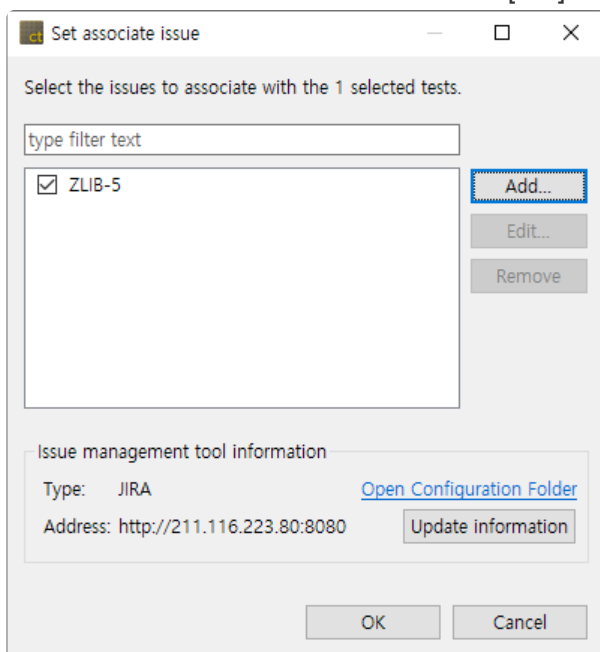 ct Set associate issue
Select the issues to associate with the 1 selected tests.
type filter text
ZLIB-5
Add...
Edit...
Remove
Issue management tool information
Type: JIRA
Open Configuration Folder
Address: http://211.116.223.80:8080
Update information
OK
Cancel